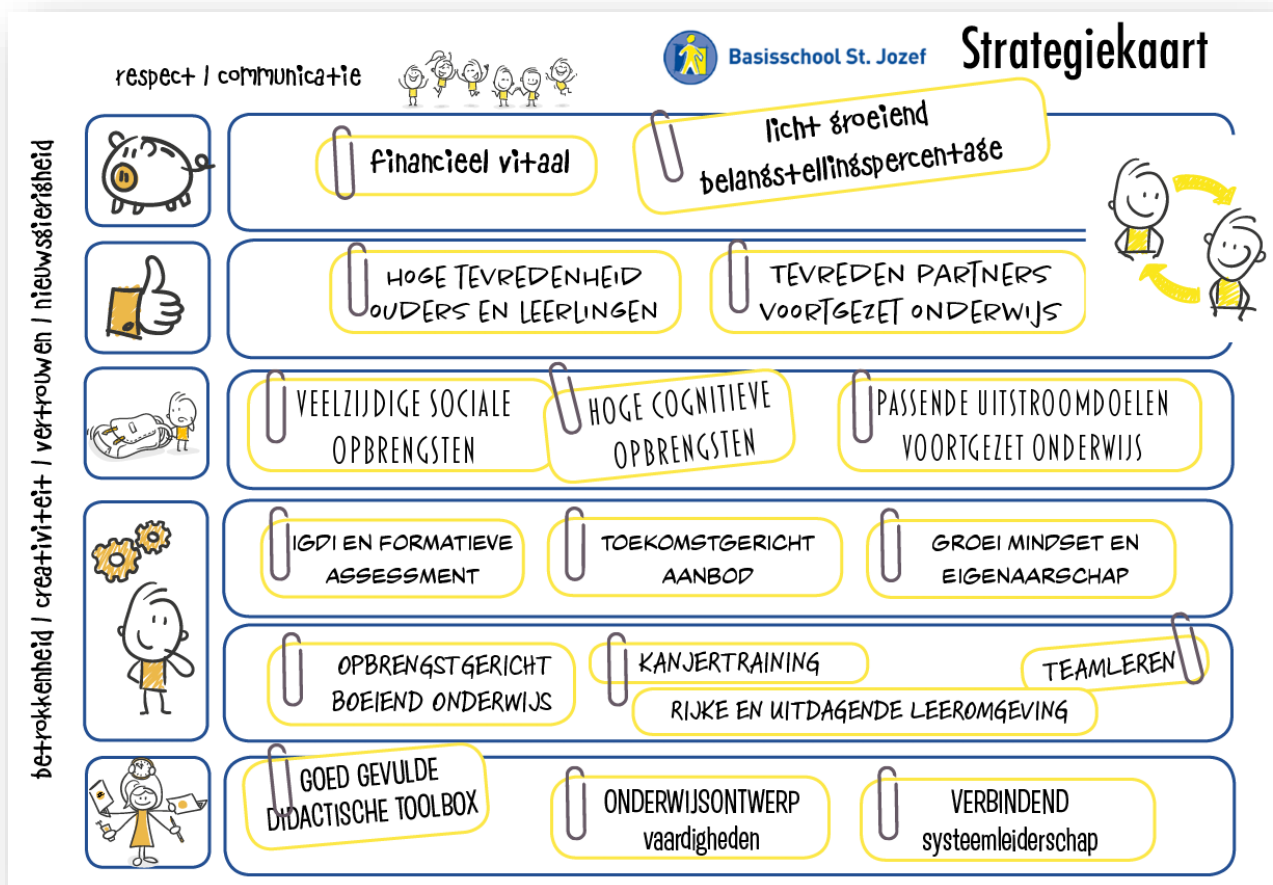 Basisschool St. Jozef
Strategiekaart
respect / communicatie
betrokkenheid / creativiteit / vertrouwen / nieuwsgierigheid
financieel vitaal
licht groeiend
belangstellingspercentage
HOGE TEVREDENHEID
OUDERS EN LEERLINGEN
TEVREDEN PARTNERS
VOORTGEZET ONDERWIJS
VEELZIJDIGE SOCIALE
OPBRENGSTEN
HOGE COGNITIEVE
OPBRENGSTEN
PASSENDE UITSTROOMDOELEN
VOORTGEZET ONDERWIJS
IGDI EN FORMATIEVE
ASSESSMENT
TOEKOMSTGERICHT
AANBOD
GROEI MINDSET EN
EIGENAARSCHAP
OPBRENGSTGERICHT
BOEIEND ONDERWIJS
KANJERTRAINING
RIJKE EN UITDAGENDE LEEROMGEVING
TEAMLEREN
GOED GEVULDE
DIDACTISCHE TOOLBOX
ONDERWIJSONTWERP
vaardigheden
VERBINDEND
systeemleiderschap